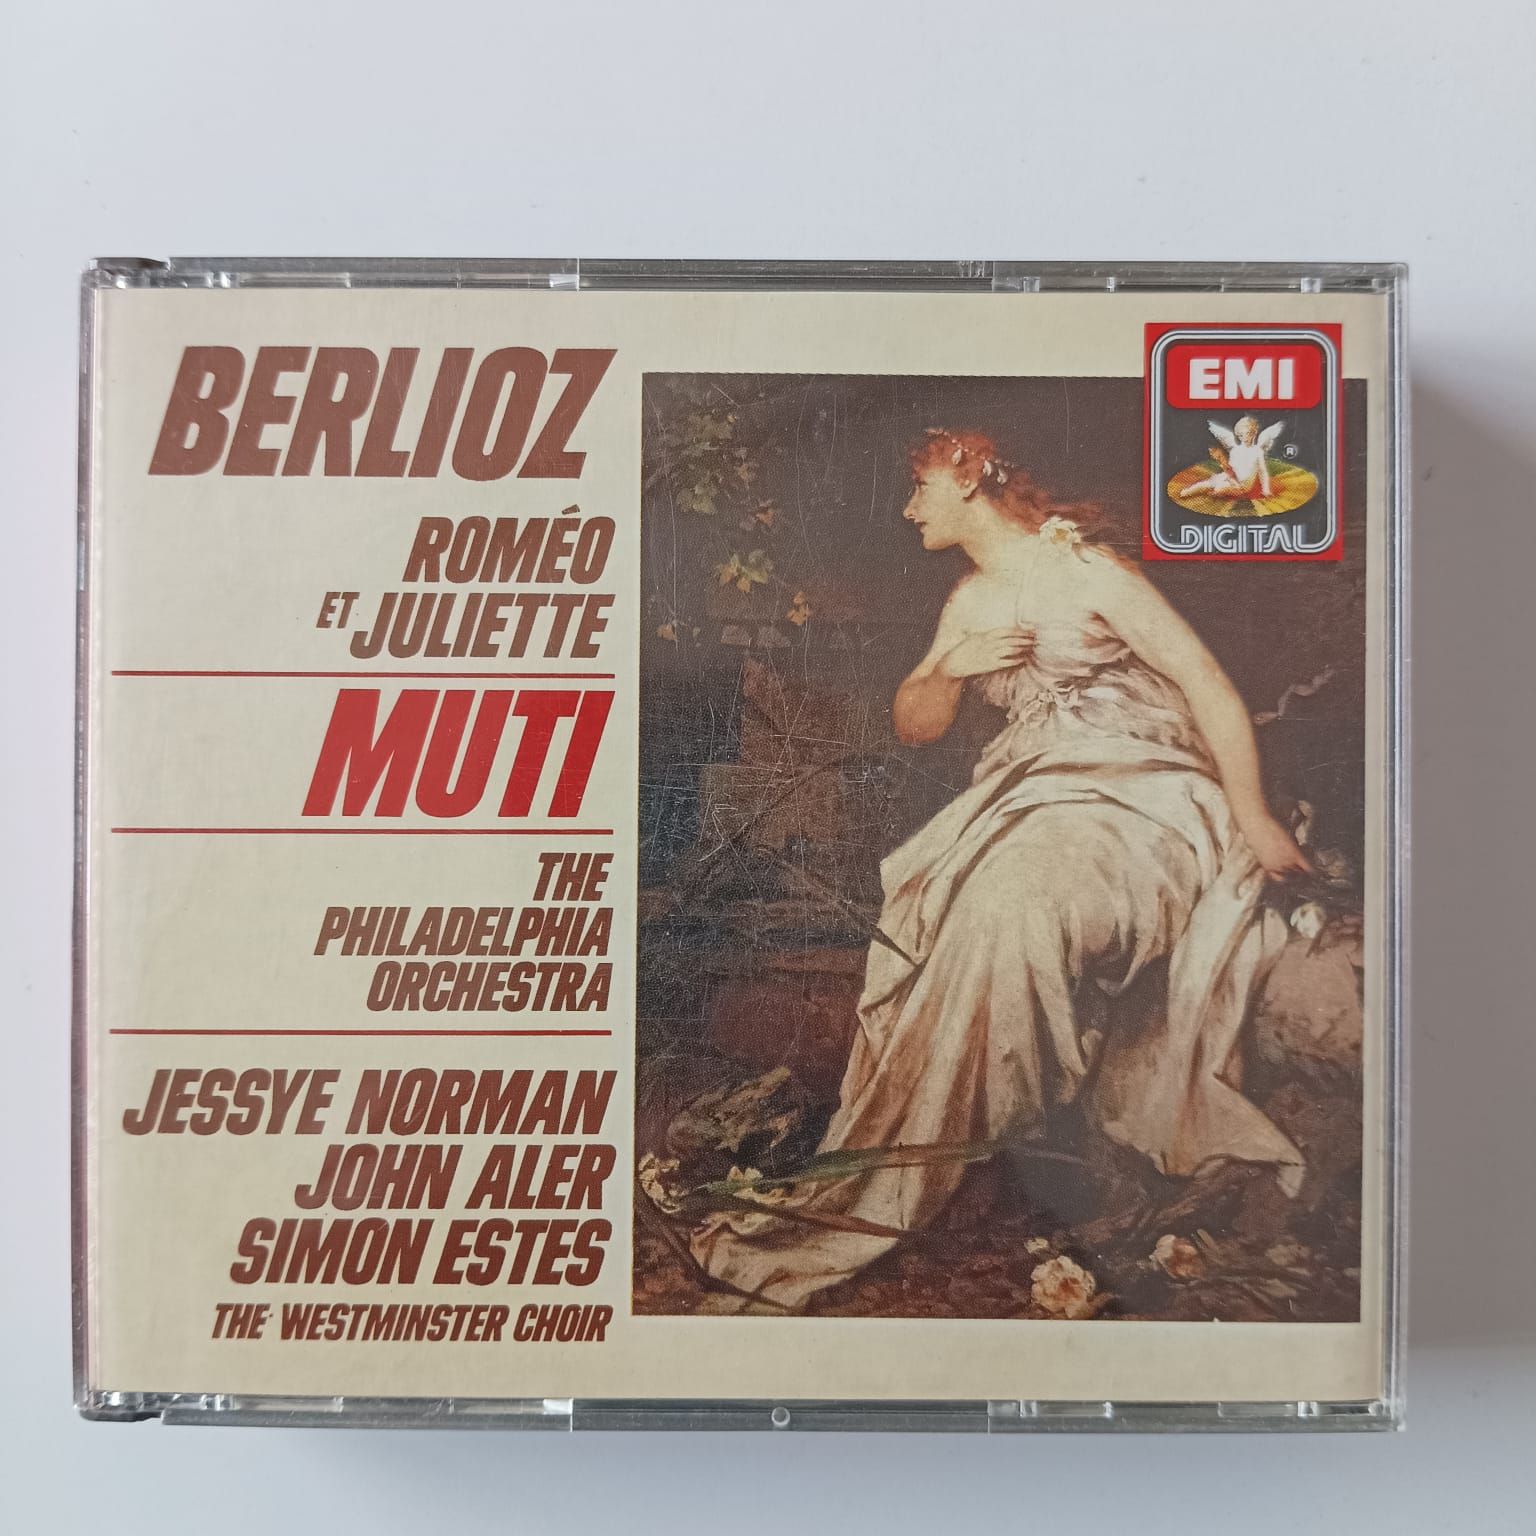 BERLIOZ
ROMÉO
ET JULIETTE
MUTI
THE
PHILADELPHIA
ORCHESTRA
JESSYE NORMAN
JOHN ALER
SIMON ESTES
THE WESTMINSTER CHOIR
EMI
®
DIGITAL